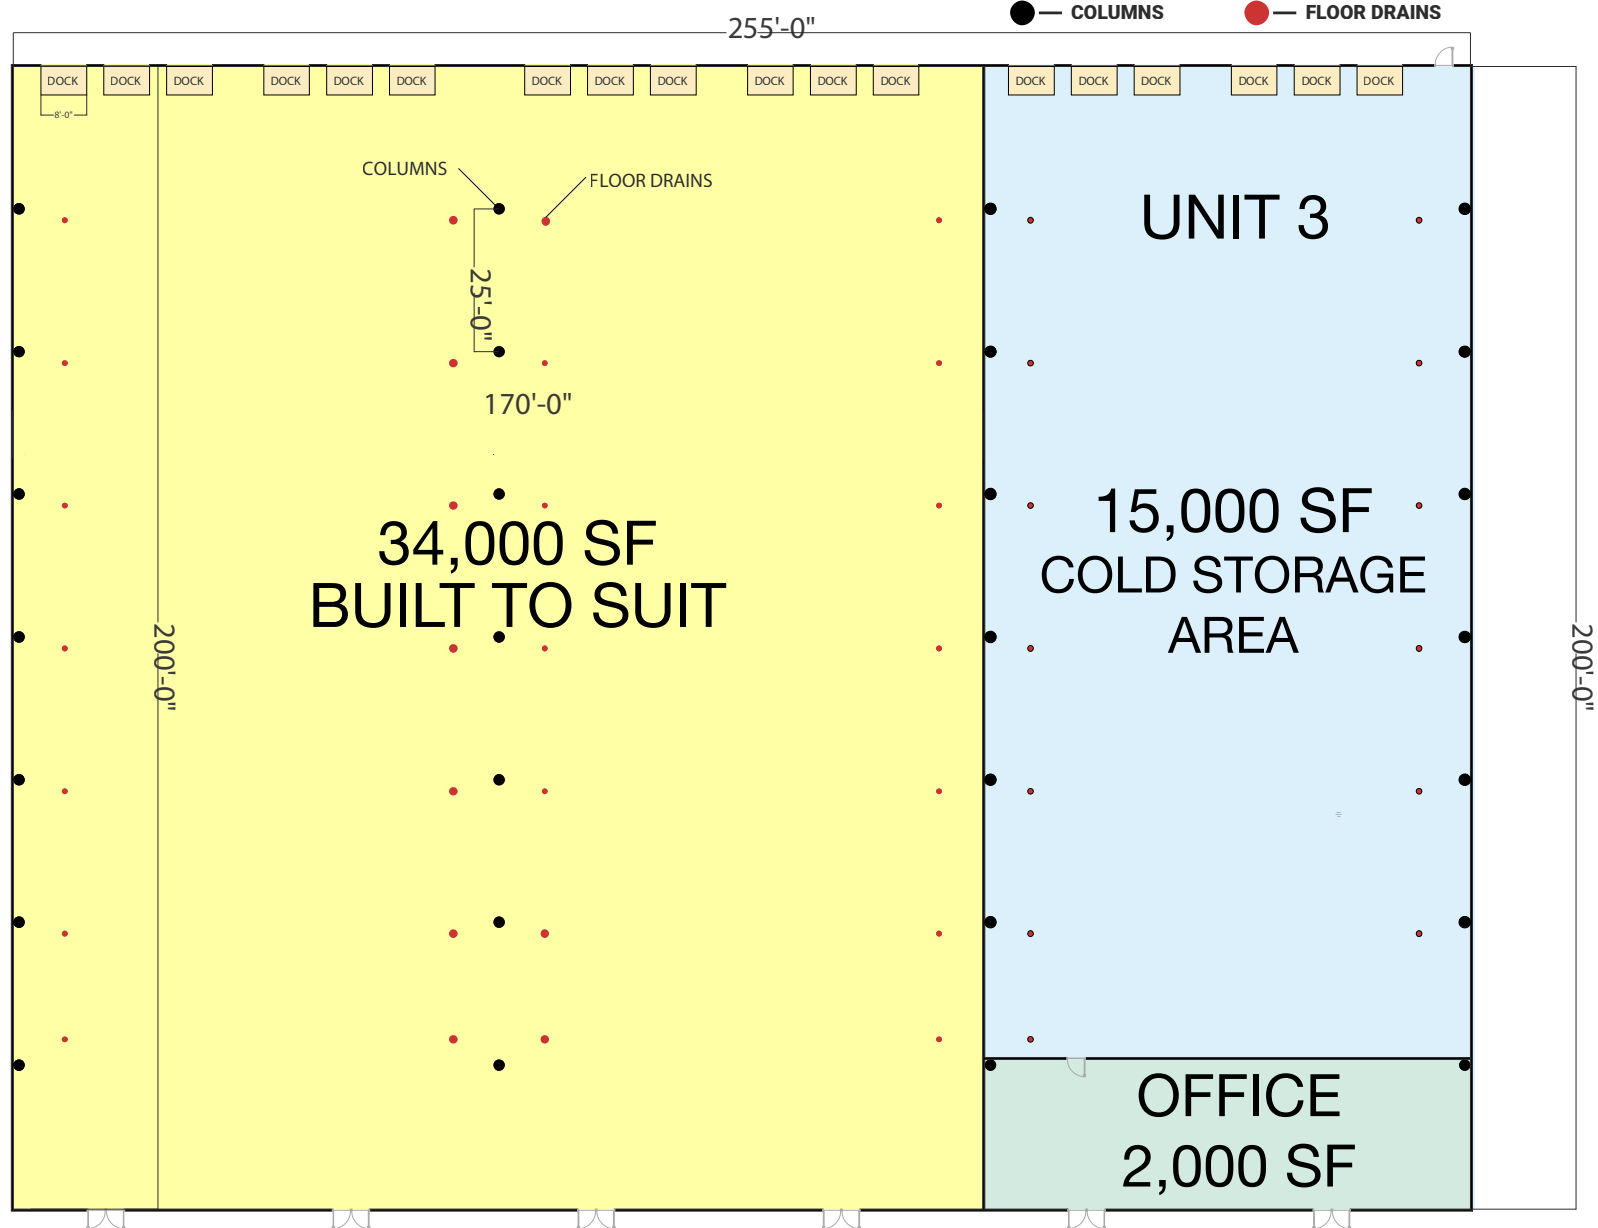 COLUMNS
FLOOR DRAINS
255'-0"
DOCK DOCK DOCK DOCK DOCK DOCK DOCK DOCK DOCK DOCK DOCK DOCK DOCK DOCK DOCK DOCK DOCK DOCK
8'-0"
COLUMNS
FLOOR DRAINS
25'-0"
170'-0"
34,000 SF
BUILT TO SUIT
200'-0"
UNIT 3
15,000 SF
COLD STORAGE
AREA
200'-0"
OFFICE
2,000 SF